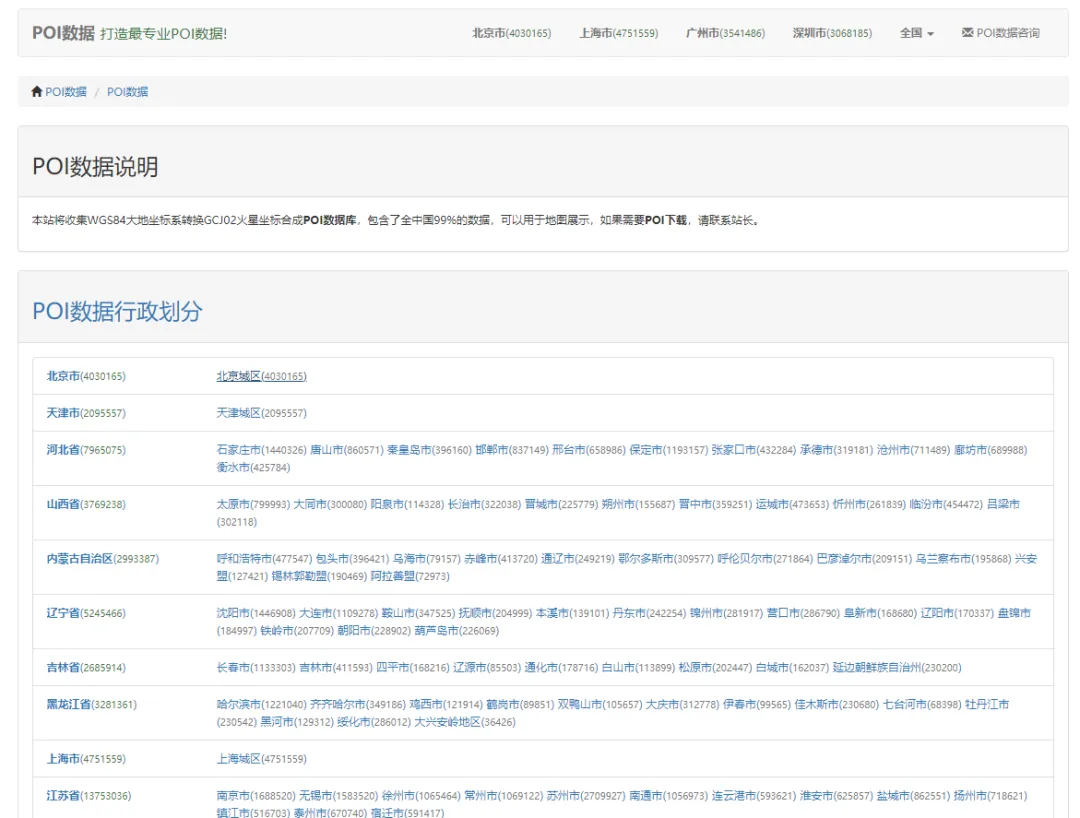 POI数据 打造最专业POI数据! 北京市(4030165) 上海市(4751559) 广州市(3541486) 深圳市(3068185) 全国 POI数据咨询
POI数据 / POI数据
POI数据说明
本站将收集WGS84大地坐标系转换GCJ02火星坐标合成POI数据库，包含了全中国99%的数据，可以用于地图展示，如果需要POI下载，请联系站长。
POI数据行政划分
北京市(4030165) 北京城区(4030165)
天津市(2095557) 天津城区(2095557)
河北省(7965075) 石家庄市(1440326) 唐山市(860571) 秦皇岛市(396160) 邯郸市(837149) 邢台市(658986) 保定市(1193157) 张家口市(432284) 承德市(319181) 沧州市(711489) 廊坊市(689988)
衡水市(425784)
山西省(3769238) 太原市(799993) 大同市(300080) 阳泉市(114328) 长治市(322038) 晋城市(225779) 朔州市(155687) 晋中市(359251) 运城市(473653) 忻州市(261839) 临汾市(454472) 吕梁市
(302118)
内蒙古自治区(2993387) 呼和浩特市(477547) 包头市(396421) 乌海市(79157) 赤峰市(413720) 通辽市(249219) 鄂尔多斯市(309577) 呼伦贝尔市(271864) 巴彦淖尔市(209151) 乌兰察布市(195868) 兴安
盟(127421) 锡林郭勒盟(190469) 阿拉善盟(72973)
辽宁省(5245466) 沈阳市(1446908) 大连市(1109278) 鞍山市(347525) 抚顺市(204999) 本溪市(139101) 丹东市(242254) 锦州市(281917) 营口市(286790) 阜新市(168680) 辽阳市(170337) 盘锦市
(184997) 铁岭市(207709) 朝阳市(228902) 葫芦岛市(226069)
吉林省(2685914) 长春市(1133303) 吉林市(411593) 四平市(168216) 辽源市(85503) 通化市(178716) 白山市(113899) 松原市(202447) 白城市(162037) 延边朝鲜族自治州(230200)
黑龙江省(3281361) 哈尔滨市(1221040) 齐齐哈尔市(349186) 鸡西市(121914) 鹤岗市(89851) 双鸭山市(105657) 大庆市(312778) 伊春市(99565) 佳木斯市(230680) 七台河市(68398) 牡丹江市
(230542) 黑河市(129312) 绥化市(286012) 大兴安岭地区(36426)
上海市(4751559) 上海城区(4751559)
江苏省(13753036) 南京市(1688520) 无锡市(1583520) 徐州市(1065464) 常州市(1069122) 苏州市(2709927) 南通市(1056973) 连云港市(593621) 淮安市(625857) 盐城市(862551) 扬州市(718621)
镇江市(516703) 泰州市(670740) 宿迁市(591417)